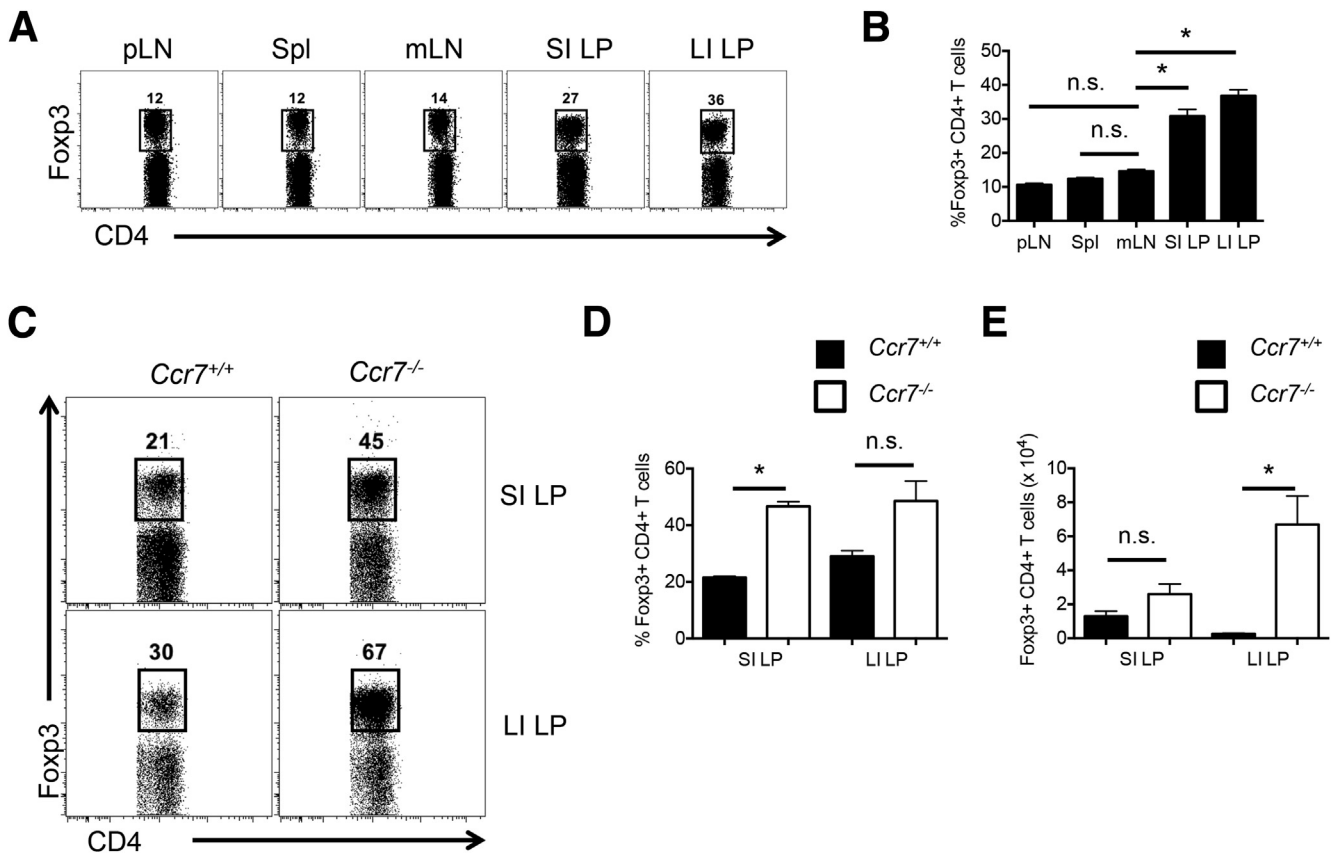 A
pLN Spl mLN SI LP LI LP
12 12 14 27 36
Foxp3
CD4
B
%Foxp3+ CD4+ T cells
50
40
30
20
10
0
*
*
n.s.
n.s.
pLN Spl mLN SI LP LI LP
C
Ccr7+/+ Ccr7-/-
21 45
SI LP
30 67
LI LP
Foxp3
CD4
D
Ccr7+/+
Ccr7-/-
% Foxp3+ CD4+ T cells
60
40
20
0
* n.s.
SI LP LI LP
E
Ccr7+/+
Ccr7-/-
Foxp3+ CD4+ T cells (x 10⁴)
10
8
6
4
2
0
n.s. *
SI LP LI LP